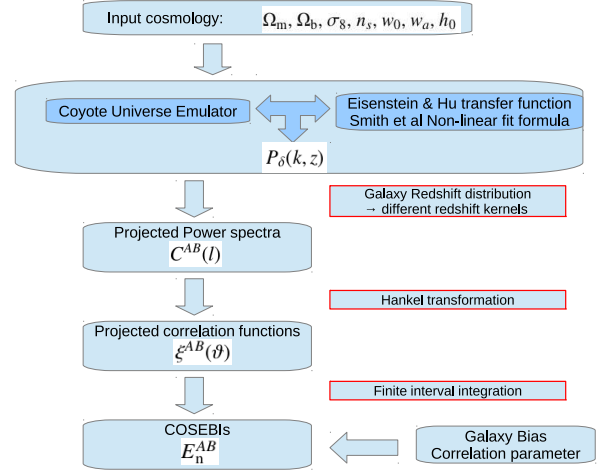 Input cosmology: Ωm, Ωb, σ8, ns, w0, wa, h0
Coyote Universe Emulator
Eisenstein & Hu transfer function
Smith et al Non-linear fit formula
Pδ(k, z)
Galaxy Redshift distribution
→ different redshift kernels
Projected Power spectra
C^AB(l)
Hankel transformation
Projected correlation functions
ξ^AB(ϑ)
Finite interval integration
COSEBIs
E_n^AB
Galaxy Bias
Correlation parameter